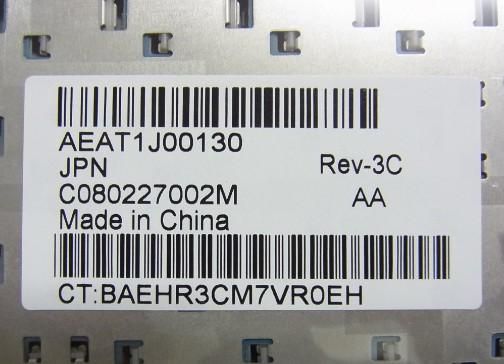 AEAT1J00130
JPN Rev-3C
C080227002M AA
Made in China
CT:BAEHR3CM7VR0EH